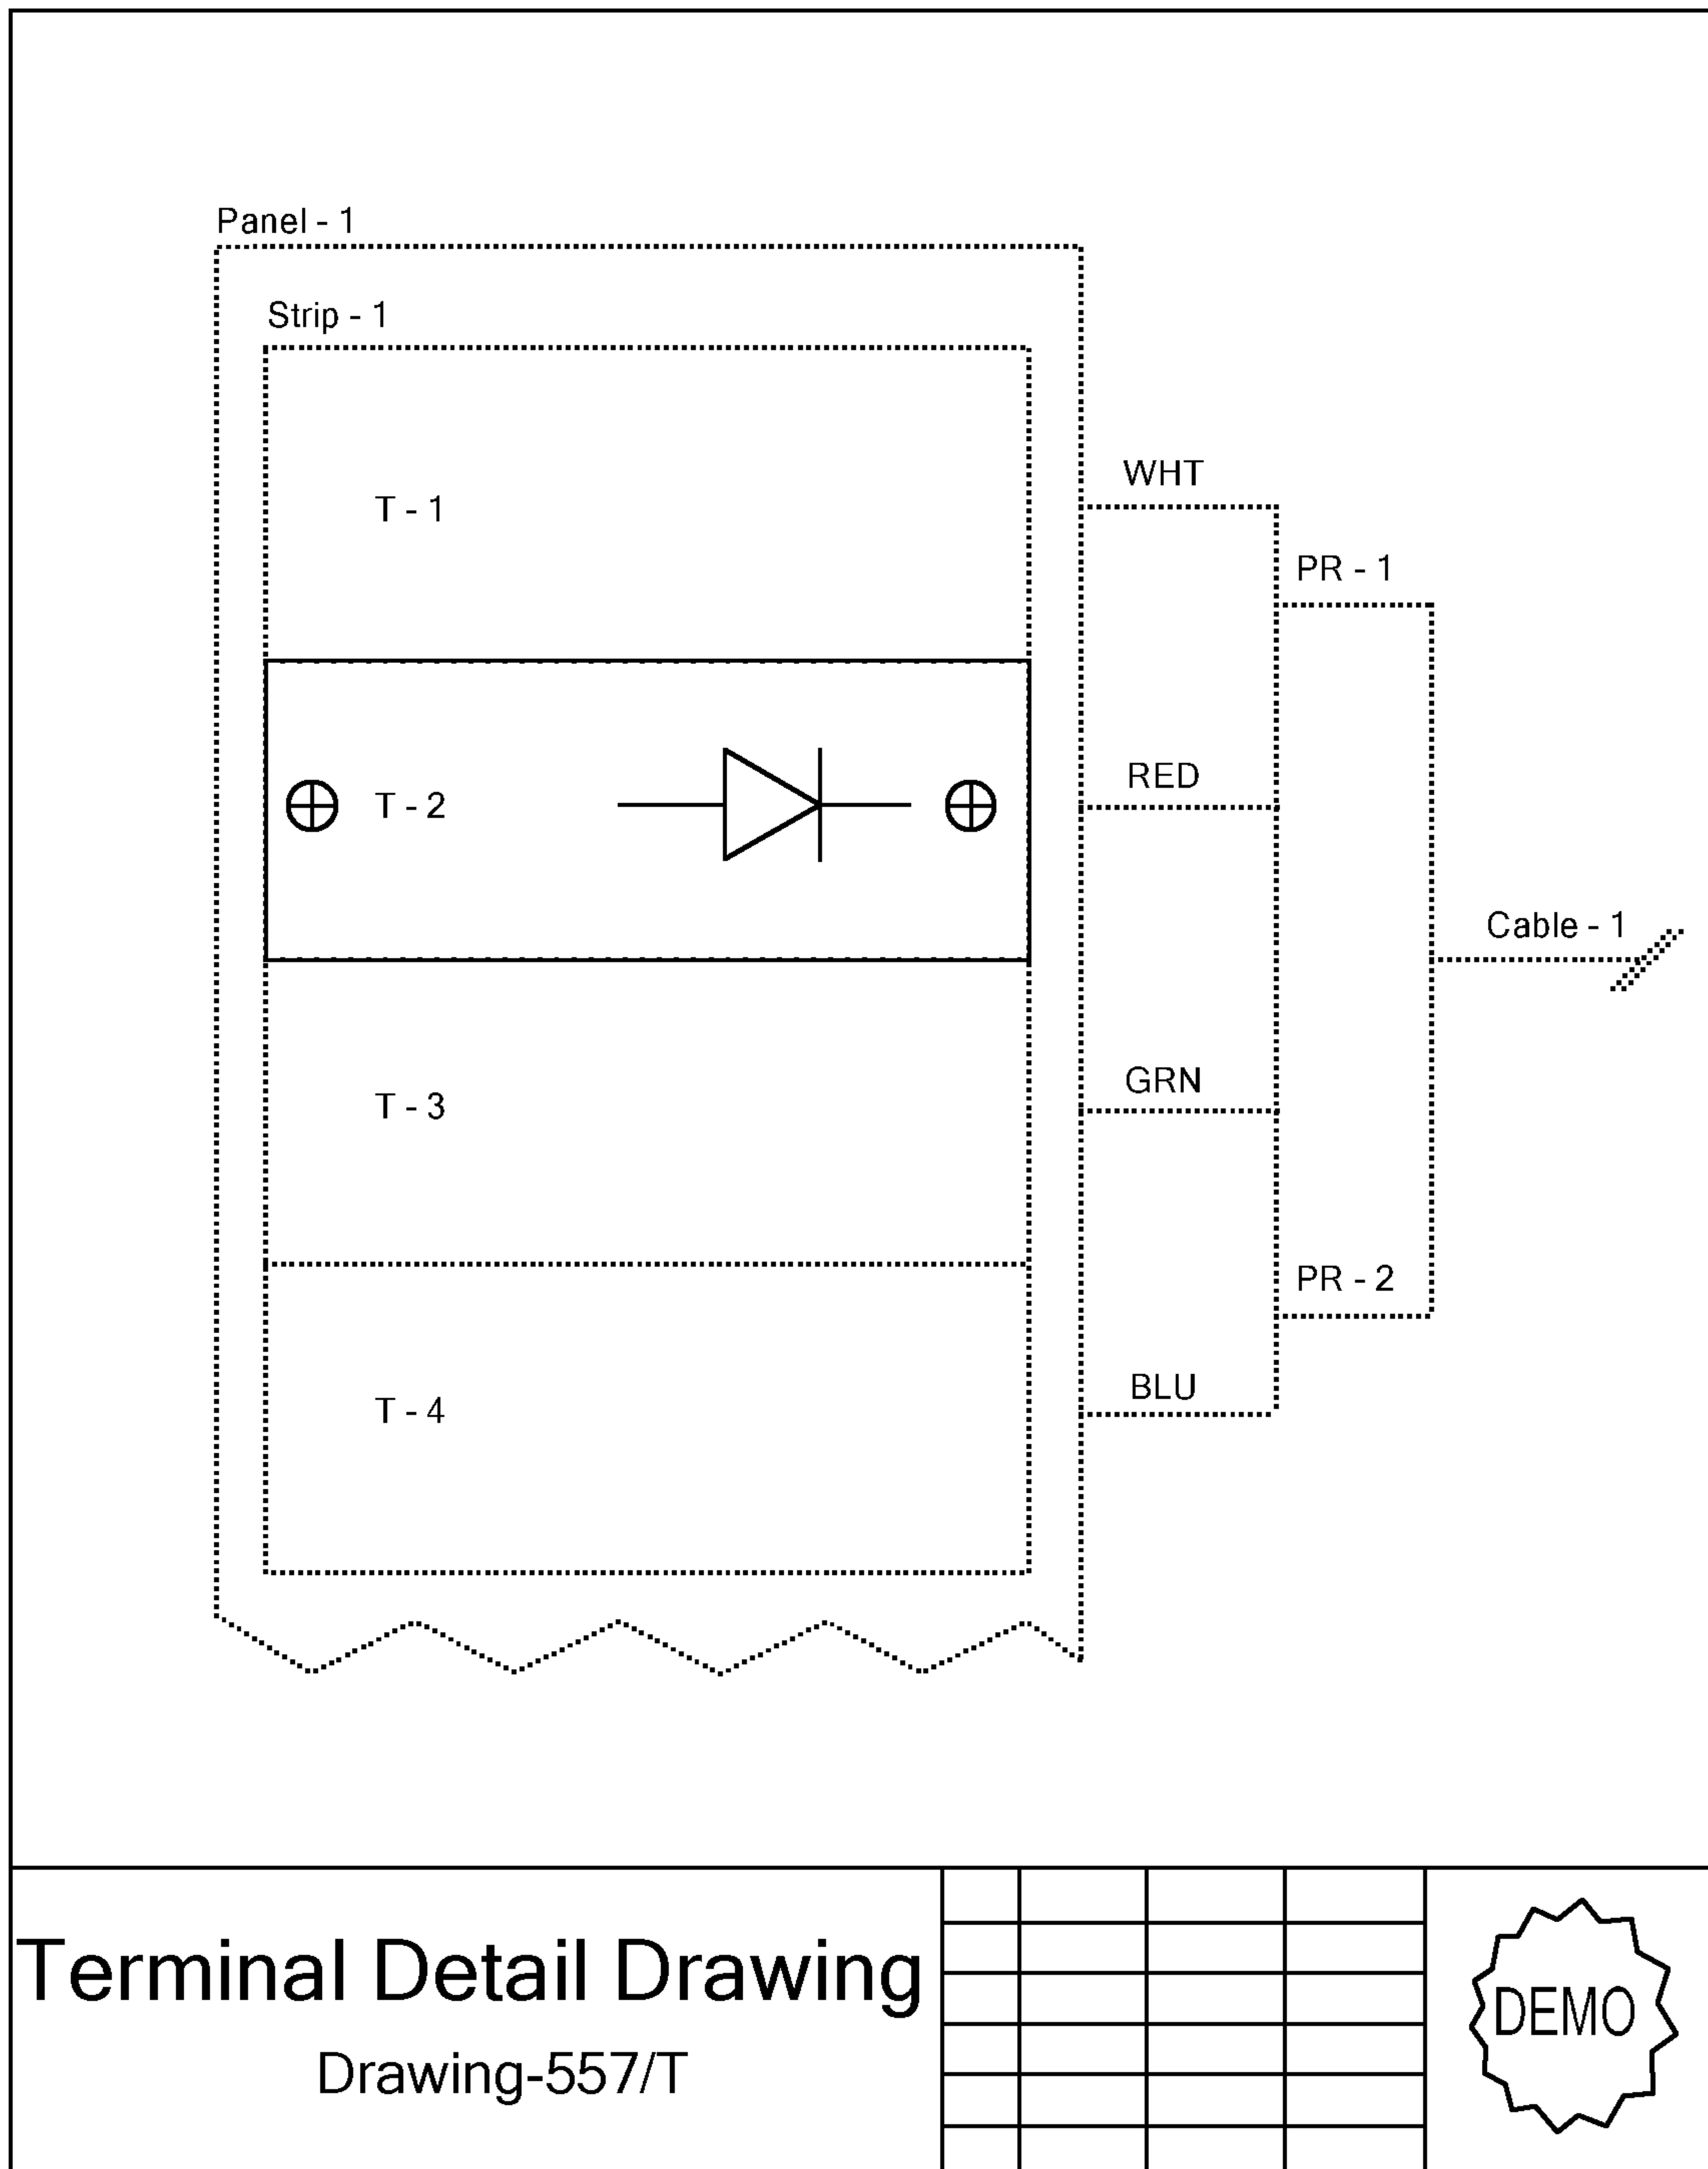 Panel - 1
Strip - 1
WHT
T - 1
PR - 1
RED
T - 2
Cable - 1
GRN
T - 3
PR - 2
BLU
T - 4
Terminal Detail Drawing
Drawing-557/T
DEMO